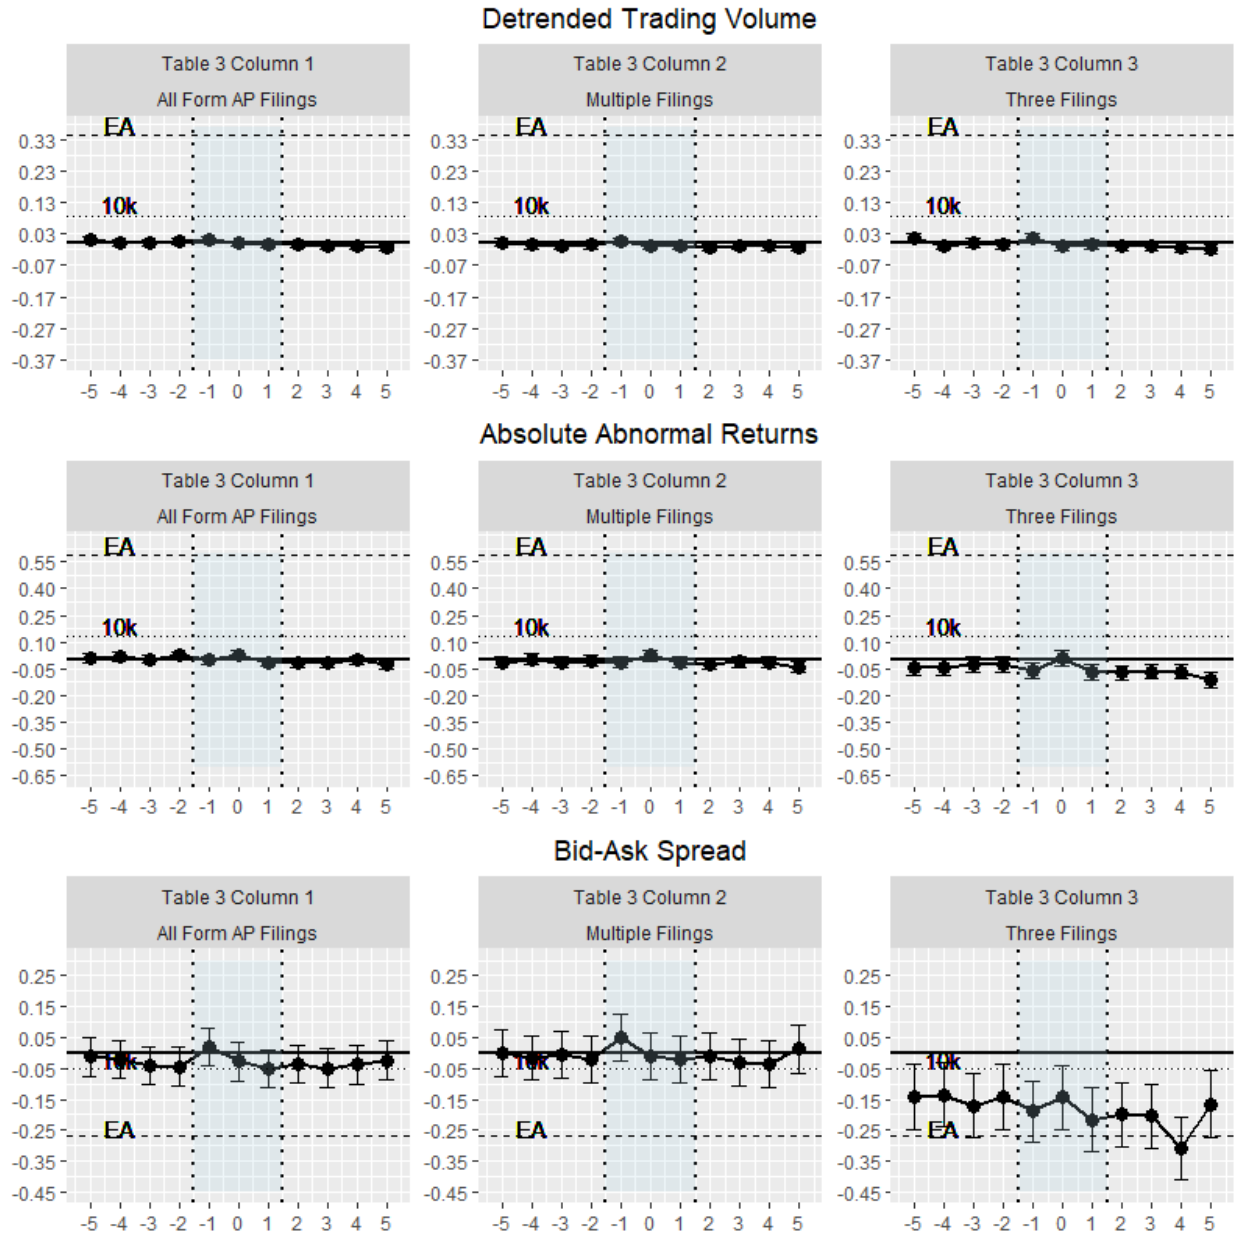 Detrended Trading Volume
Table 3 Column 1
All Form AP Filings
Table 3 Column 2
Multiple Filings
Table 3 Column 3
Three Filings
EA
10k
0.33
0.23
0.13
0.03
-0.07
-0.17
-0.27
-0.37
-5 -4 -3 -2 -1 0 1 2 3 4 5
EA
10k
0.33
0.23
0.13
0.03
-0.07
-0.17
-0.27
-0.37
-5 -4 -3 -2 -1 0 1 2 3 4 5
EA
10k
0.33
0.23
0.13
0.03
-0.07
-0.17
-0.27
-0.37
-5 -4 -3 -2 -1 0 1 2 3 4 5
Absolute Abnormal Returns
Table 3 Column 1
All Form AP Filings
Table 3 Column 2
Multiple Filings
Table 3 Column 3
Three Filings
EA
10k
0.55
0.40
0.25
0.10
-0.05
-0.20
-0.35
-0.50
-0.65
-5 -4 -3 -2 -1 0 1 2 3 4 5
EA
10k
0.55
0.40
0.25
0.10
-0.05
-0.20
-0.35
-0.50
-0.65
-5 -4 -3 -2 -1 0 1 2 3 4 5
EA
10k
0.55
0.40
0.25
0.10
-0.05
-0.20
-0.35
-0.50
-0.65
-5 -4 -3 -2 -1 0 1 2 3 4 5
Bid-Ask Spread
Table 3 Column 1
All Form AP Filings
Table 3 Column 2
Multiple Filings
Table 3 Column 3
Three Filings
0.25
0.15
0.05
-0.05
-0.15
-0.25
-0.35
-0.45
10k
EA
-5 -4 -3 -2 -1 0 1 2 3 4 5
0.25
0.15
0.05
-0.05
-0.15
-0.25
-0.35
-0.45
10k
EA
-5 -4 -3 -2 -1 0 1 2 3 4 5
0.25
0.15
0.05
-0.05
-0.15
-0.25
-0.35
-0.45
10k
EA
-5 -4 -3 -2 -1 0 1 2 3 4 5